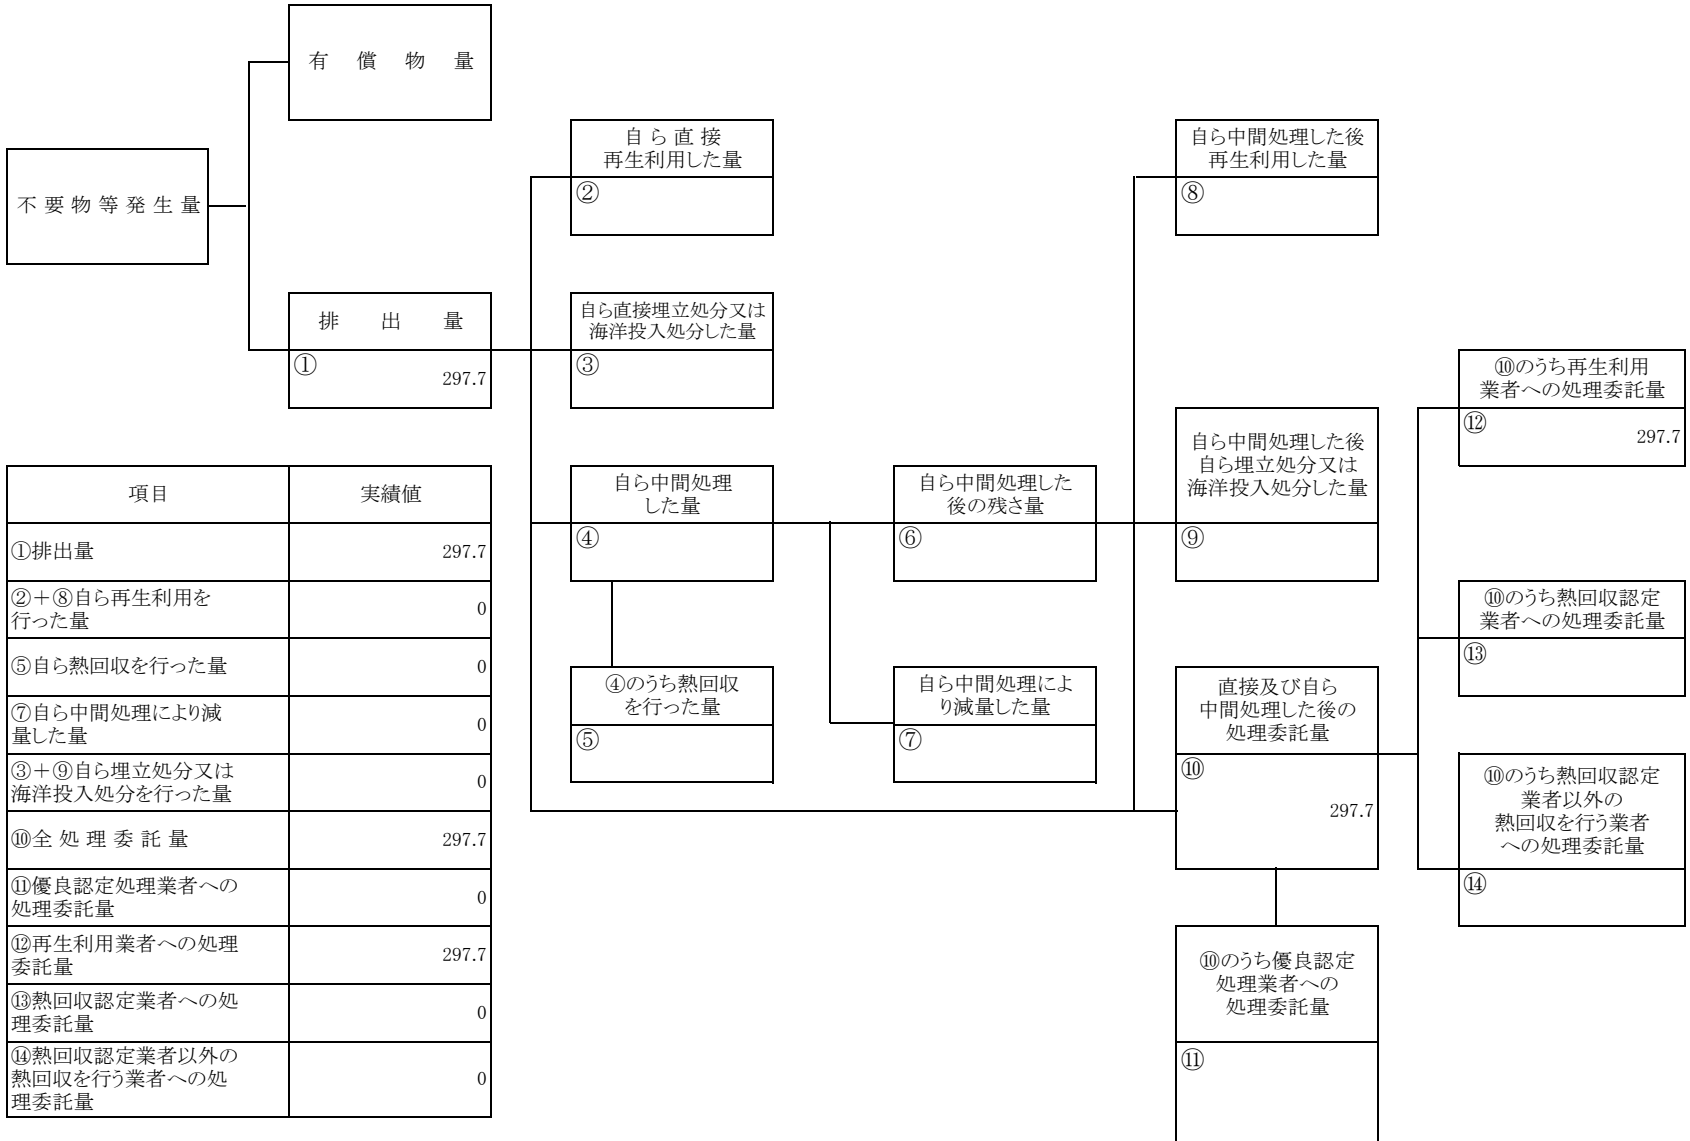 有償物量
不要物等発生量
排出量
①
297.7
自ら直接
再生利用した量
②
自ら直接埋立処分又は
海洋投入処分した量
③
自ら中間処理
した量
④
④のうち熱回収
を行った量
⑤
自ら中間処理した
後の残さ量
⑥
自ら中間処理によ
り減量した量
⑦
自ら中間処理した後
再生利用した量
⑧
自ら中間処理した後
自ら埋立処分又は
海洋投入処分した量
⑨
直接及び自ら
中間処理した後の
処理委託量
⑩
297.7
⑩のうち優良認定
処理業者への
処理委託量
⑪
⑩のうち再生利用
業者への処理委託量
⑫
297.7
⑩のうち熱回収認定
業者への処理委託量
⑬
⑩のうち熱回収認定
業者以外の
熱回収を行う業者
への処理委託量
⑭
項目 実績値
①排出量 297.7
②+⑧自ら再生利用を
行った量 0
⑤自ら熱回収を行った量 0
⑦自ら中間処理により減
量した量 0
③+⑨自ら埋立処分又は
海洋投入処分を行った量 0
⑩全処理委託量 297.7
⑪優良認定処理業者への
処理委託量 0
⑫再生利用業者への処理
委託量 297.7
⑬熱回収認定業者への処
理委託量 0
⑭熱回収認定業者以外の
熱回収を行う業者への処
理委託量 0